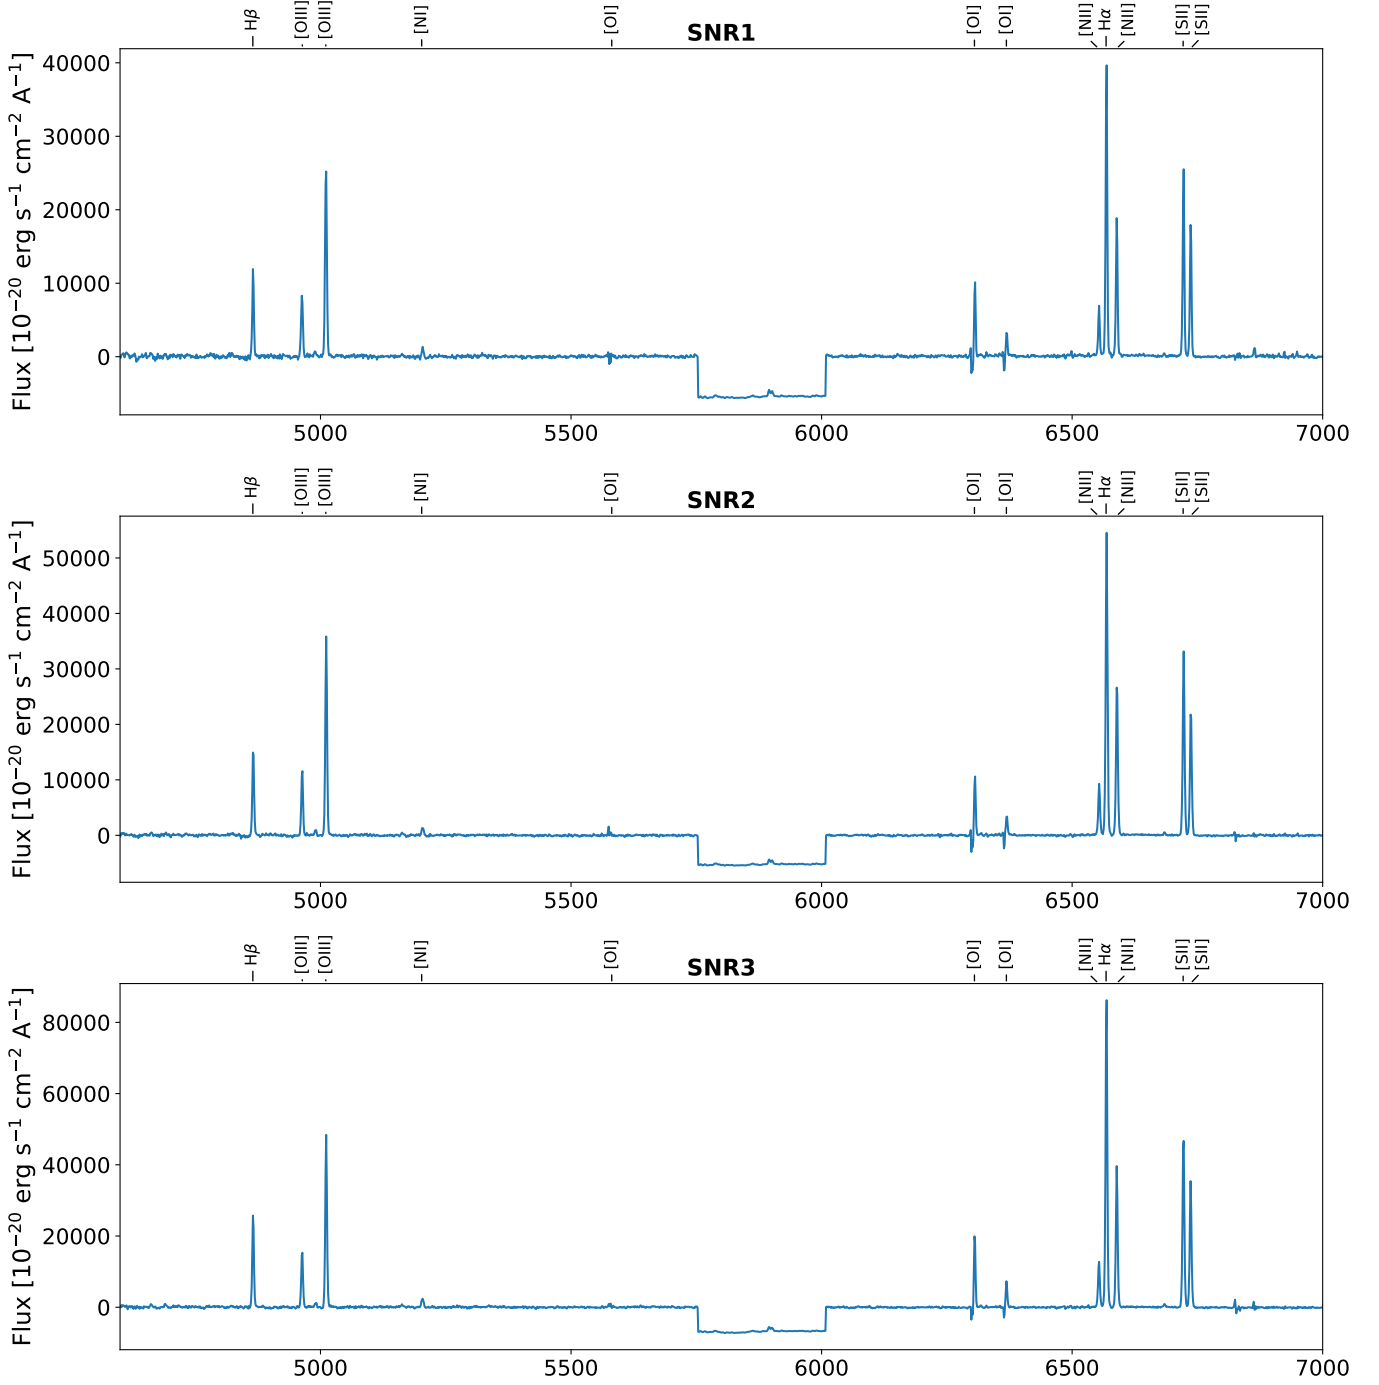 Hβ [OIII] [OIII] [NI] [OI] [OI] [OI] [NII] Hα [NII] [SII] [SII]
SNR1
Flux [10⁻²⁰ erg s⁻¹ cm⁻² A⁻¹]
40000
30000
20000
10000
0
5000 5500 6000 6500 7000
Hβ [OIII] [OIII] [NI] [OI] [OI] [OI] [NII] Hα [NII] [SII] [SII]
SNR2
Flux [10⁻²⁰ erg s⁻¹ cm⁻² A⁻¹]
50000
40000
30000
20000
10000
0
5000 5500 6000 6500 7000
Hβ [OIII] [OIII] [NI] [OI] [OI] [OI] [NII] Hα [NII] [SII] [SII]
SNR3
Flux [10⁻²⁰ erg s⁻¹ cm⁻² A⁻¹]
80000
60000
40000
20000
0
5000 5500 6000 6500 7000